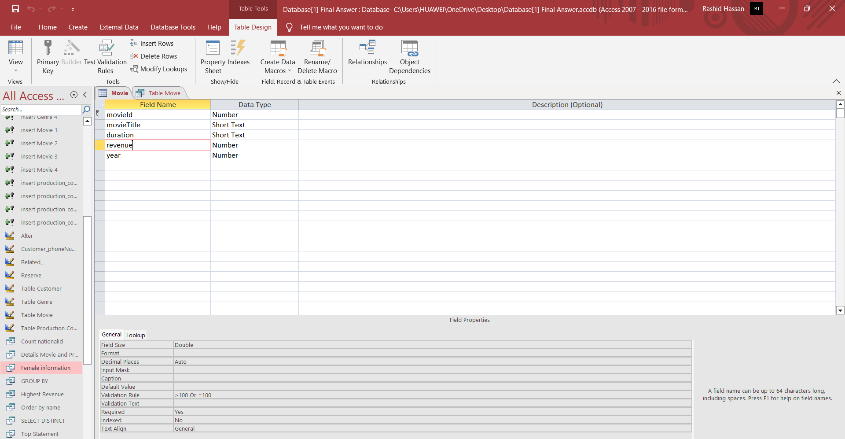 Table Tools
Database[1] Final Answer : Database- C:\Users\HUAWEI\OneDrive\Desktop\Database[1] Final Answer.accdb (Access 2007 - 2016 file form...
Rashid Hassan
File Home Create External Data Database Tools Help Table Design Tell me what you want to do
View
Primary Key
Builder
Test Validation Rules
Insert Rows
Delete Rows
Modify Lookups
Property Sheet
Indexes
Create Data Macros
Rename/ Delete Macro
Relationships
Object Dependencies
Views
Tools
Show/Hide
Field, Record & Table Events
Relationships
All Access ...
Search...
Insert Genre 4
Insert Movie 1
Insert Movie 2
Insert Movie 3
Insert Movie 4
insert production_co...
insert production_co...
insert production_co...
insert production_co...
Alter
Customer_phoneNu...
Related_
Reserve
Table Customer
Table Genre
Table Movie
Table Production Co...
Count nationalid
Details Movie and Pr...
Female information
GROUP BY
Highest Revenue
Order by name
SELECT DISTINCT
Top Statement
Movie
Table Movie
Field Name Data Type Description (Optional)
movieId Number
movieTitle Short Text
duration Short Text
revenue Number
year Number
Field Properties
General Lookup
Field Size Double
Format
Decimal Places Auto
Input Mask
Caption
Default Value
Validation Rule >100 Or =100
Validation Text
Required Yes
Indexed No
Text Align General
A field name can be up to 64 characters long,
including spaces. Press F1 for help on field names.